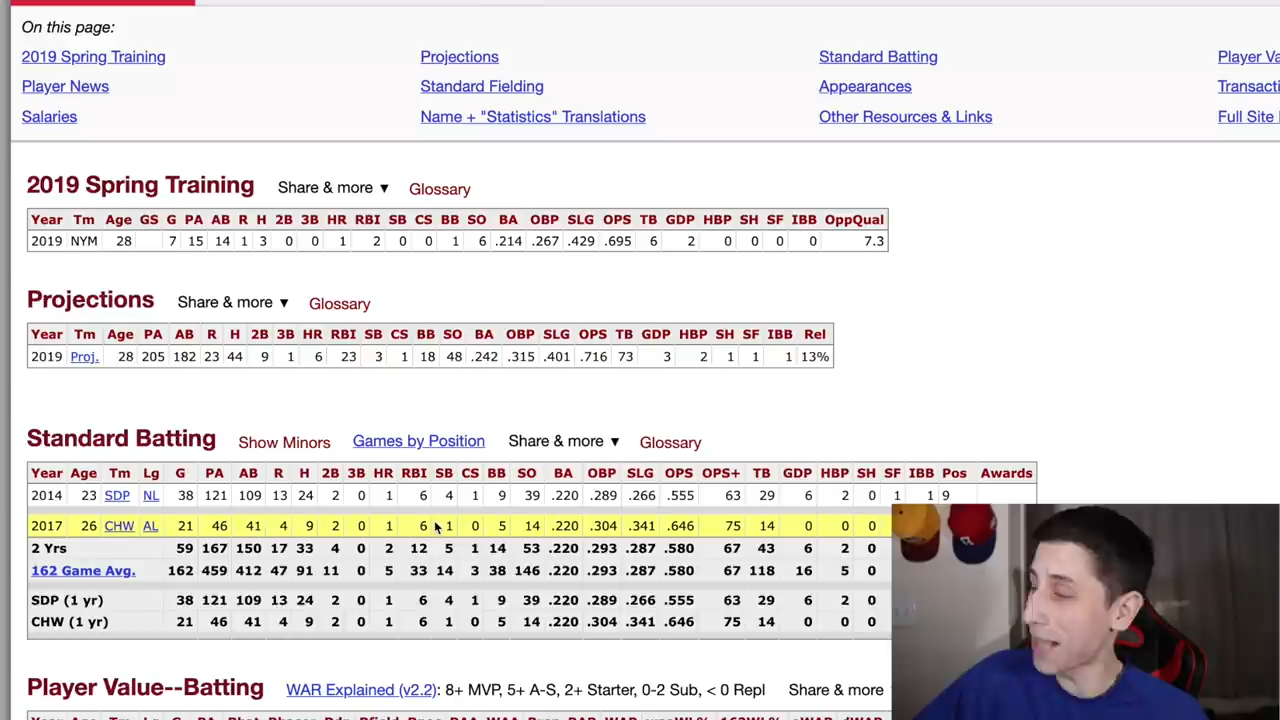 On this page:
2019 Spring Training Projections Standard Batting Player Va
Player News Standard Fielding Appearances Transacti
Salaries Name + "Statistics" Translations Other Resources & Links Full Site
2019 Spring Training Share & more ▼ Glossary
Year Tm Age GS G PA AB R H 2B 3B HR RBI SB CS BB SO BA OBP SLG OPS TB GDP HBP SH SF IBB OppQual
2019 NYM 28 7 15 14 1 3 0 0 1 2 0 0 1 6 .214 .267 .429 .695 6 2 0 0 0 0 7.3
Projections Share & more ▼ Glossary
Year Tm Age PA AB R H 2B 3B HR RBI SB CS BB SO BA OBP SLG OPS TB GDP HBP SH SF IBB Rel
2019 Proj. 28 205 182 23 44 9 1 6 23 3 1 18 48 .242 .315 .401 .716 73 3 2 1 1 1 13%
Standard Batting Show Minors Games by Position Share & more ▼ Glossary
Year Age Tm Lg G PA AB R H 2B 3B HR RBI SB CS BB SO BA OBP SLG OPS OPS+ TB GDP HBP SH SF IBB Pos Awards
2014 23 SDP NL 38 121 109 13 24 2 0 1 6 4 1 9 39 .220 .289 .266 .555 63 29 6 2 0 1 1 9
2017 26 CHW AL 21 46 41 4 9 2 0 1 6 1 0 5 14 .220 .304 .341 .646 75 14 0 0 0
2 Yrs 59 167 150 17 33 4 0 2 12 5 1 14 53 .220 .293 .287 .580 67 43 6 2 0
162 Game Avg. 162 459 412 47 91 11 0 5 33 14 3 38 146 .220 .293 .287 .580 67 118 16 5 0
SDP (1 yr) 38 121 109 13 24 2 0 1 6 4 1 9 39 .220 .289 .266 .555 63 29 6 2 0
CHW (1 yr) 21 46 41 4 9 2 0 1 6 1 0 5 14 .220 .304 .341 .646 75 14 0 0 0
Player Value--Batting WAR Explained (v2.2): 8+ MVP, 5+ A-S, 2+ Starter, 0-2 Sub, < 0 Repl Share & more